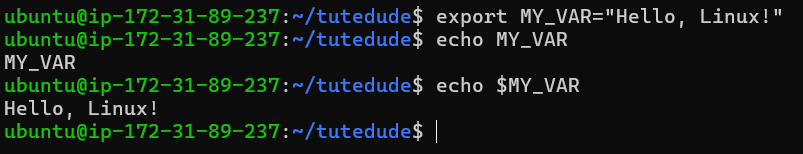 ubuntu@ip-172-31-89-237:~/tutedude$ export MY_VAR="Hello, Linux!"
ubuntu@ip-172-31-89-237:~/tutedude$ echo MY_VAR
MY_VAR
ubuntu@ip-172-31-89-237:~/tutedude$ echo $MY_VAR
Hello, Linux!
ubuntu@ip-172-31-89-237:~/tutedude$